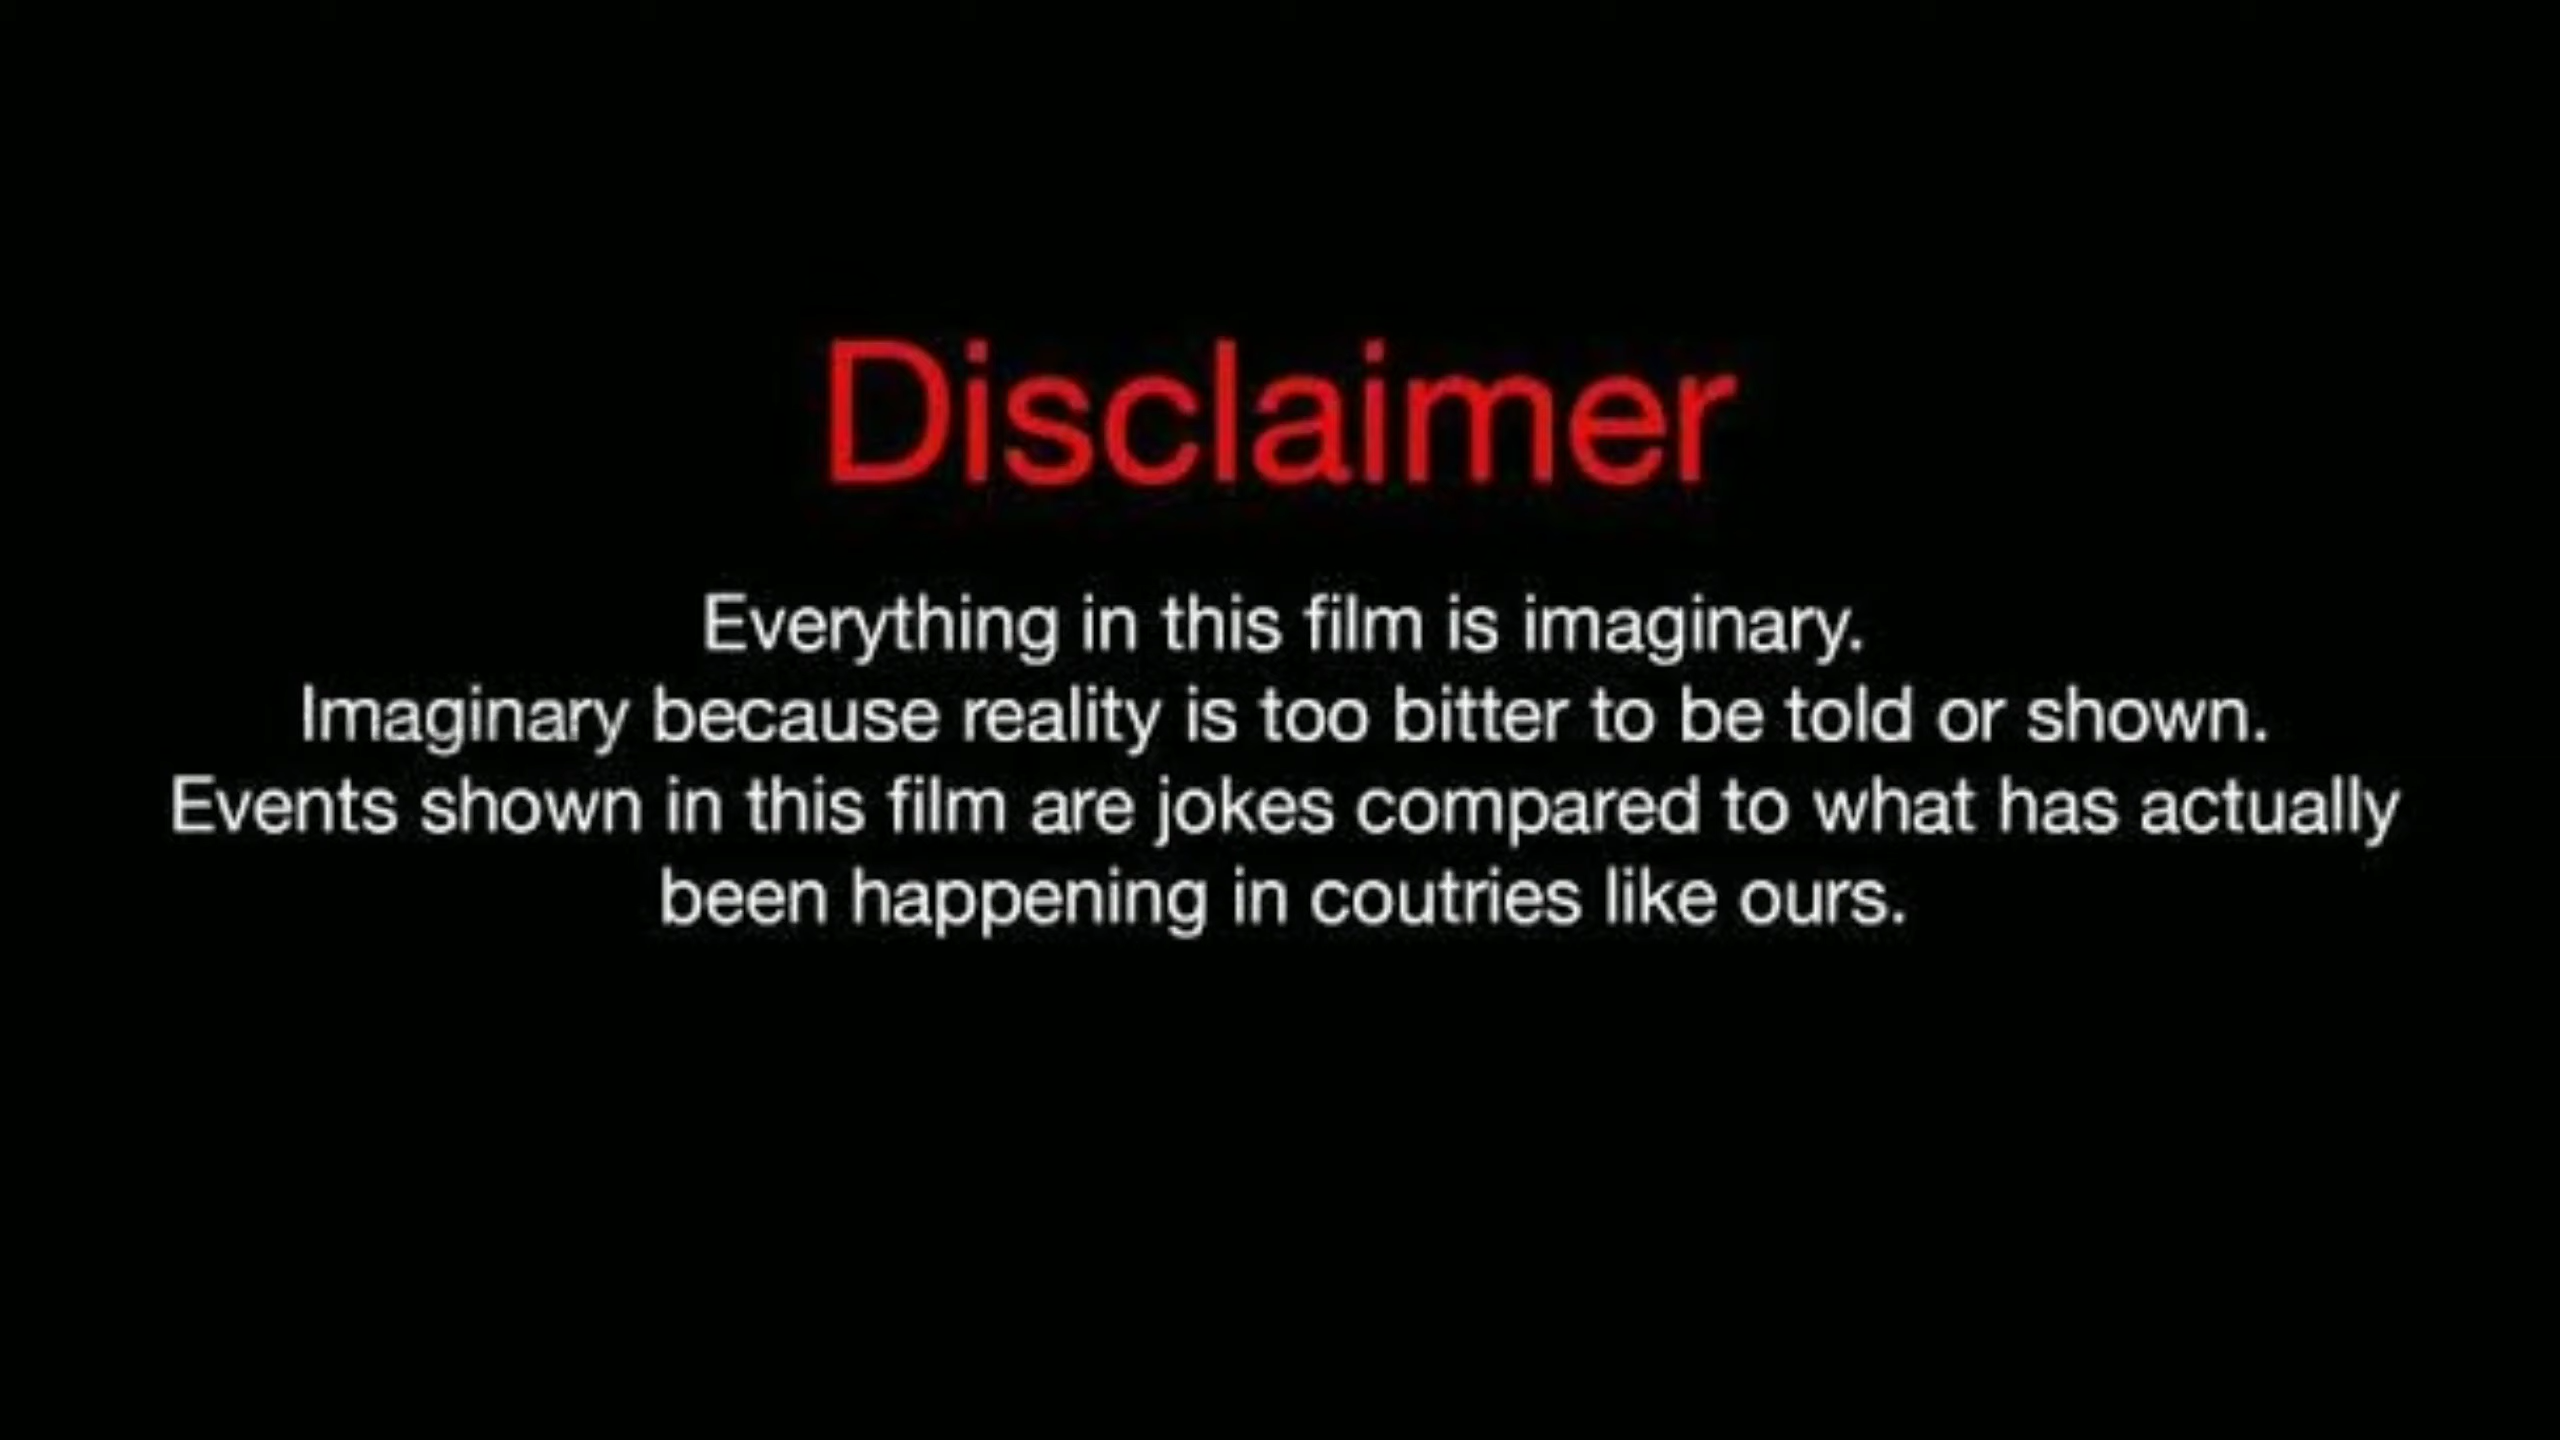 Disclaimer
Everything in this film is imaginary.
Imaginary because reality is too bitter to be told or shown.
Events shown in this film are jokes compared to what has actually
been happening in coutries like ours.